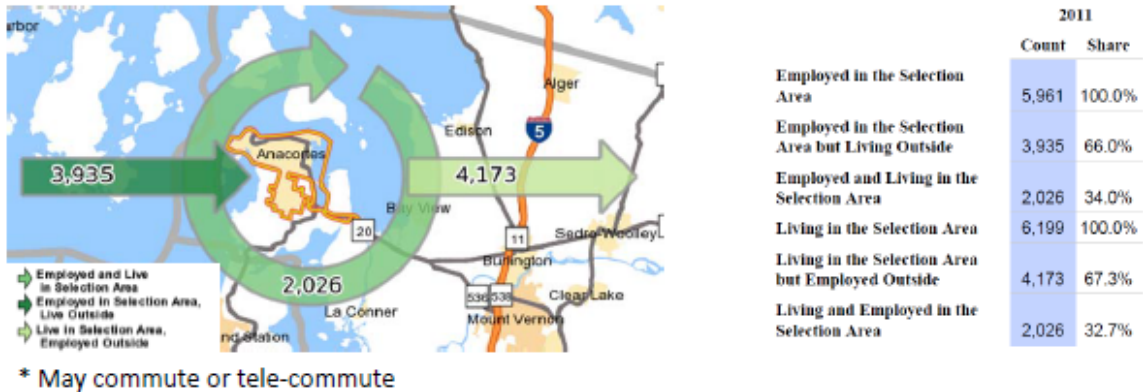 arbor
Alger
5
Edison
Anacortes
3,935
4,173
Bay View
20
11
Sedro-Woolley
Burlington
2,026
536 538
Clear Lake
La Conner
Mount Vernon
nd Station
Employed and Live
in Selection Area
Employed in Selection Area,
Live Outside
Live in Selection Area,
Employed Outside
* May commute or tele-commute
2011
Count Share
Employed in the Selection
Area 5,961 100.0%
Employed in the Selection
Area but Living Outside 3,935 66.0%
Employed and Living in the
Selection Area 2,026 34.0%
Living in the Selection Area 6,199 100.0%
Living in the Selection Area
but Employed Outside 4,173 67.3%
Living and Employed in the
Selection Area 2,026 32.7%